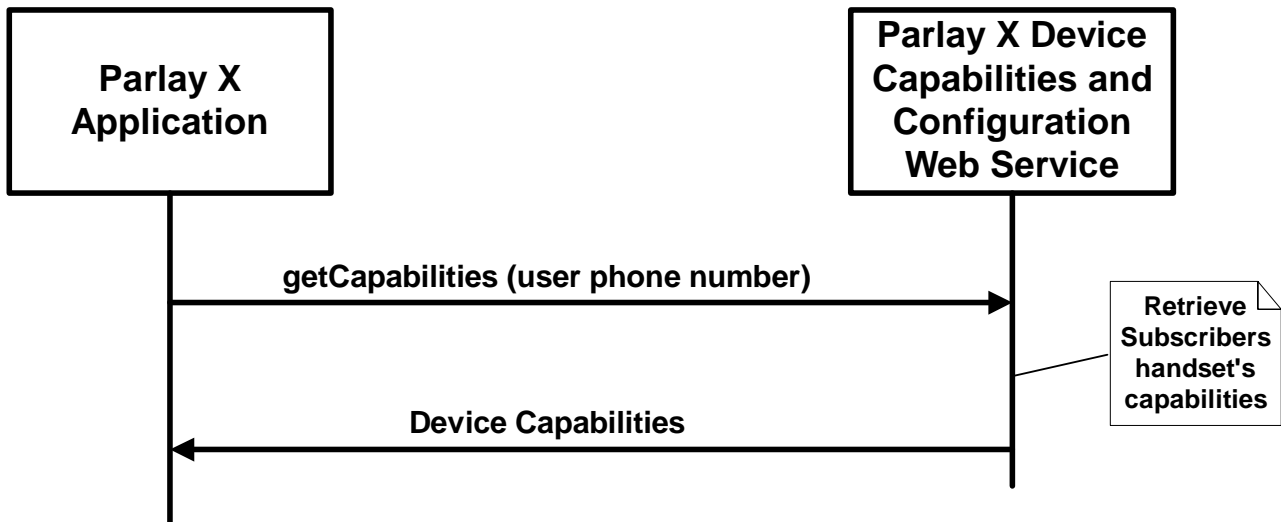 Parlay X
Application
Parlay X Device
Capabilities and
Configuration
Web Service
getCapabilities (user phone number)
Retrieve
Subscribers
handset's
capabilities
Device Capabilities